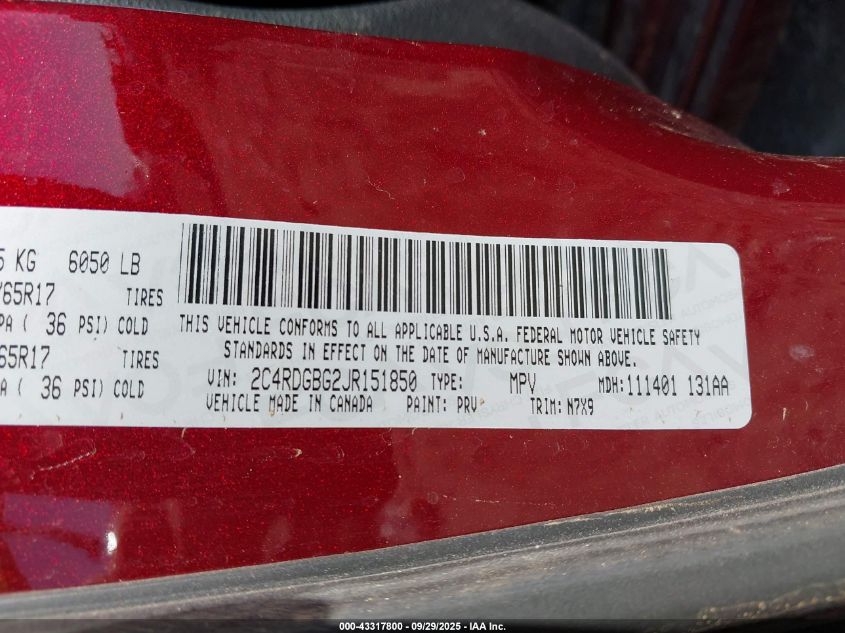 5 KG 6050 LB
65R17 TIRES
PA ( 36 PSI) COLD
65R17 TIRES
A ( 36 PSI) COLD
THIS VEHICLE CONFORMS TO ALL APPLICABLE U.S.A. FEDERAL MOTOR VEHICLE SAFETY
STANDARDS IN EFFECT ON THE DATE OF MANUFACTURE SHOWN ABOVE.
VIN: 2C4RDGBG2JR151850 TYPE: MPV MDH:111401 131AA
VEHICLE MADE IN CANADA PAINT: PRV TRIM: N7X9
000-43317800 - 09/29/2025 - IAA Inc.